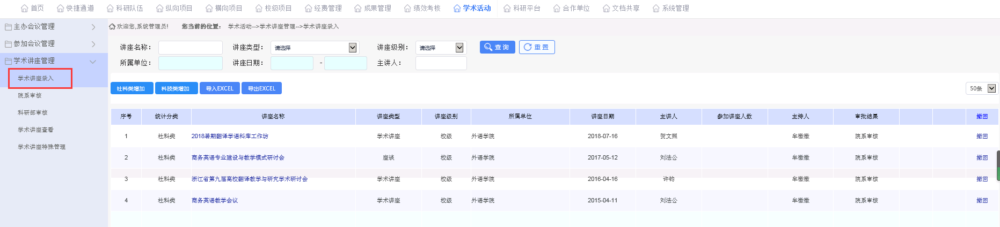 首页 快捷通道 科研队伍 纵向项目 横向项目 校级项目 经费管理 成果管理 绩效考核 学术活动 科研平台 合作单位 文档共享 系统管理
主办会议管理
参加会议管理
学术讲座管理
学术讲座录入
院系审核
科研部审核
学术讲座查看
学术讲座特殊管理
欢迎您,系统管理员! 您当前的位置: 学术活动-->学术讲座管理-->学术讲座录入
讲座名称: 讲座类型: 请选择 讲座级别: 请选择 查询 重置
所属单位: 讲座日期: - 主讲人:
社科类增加 科技类增加 导入EXCEL 导出EXCEL 50条
序号 统计分类 讲座名称 讲座类型 讲座级别 所属单位 讲座日期 主讲人 参加讲座人数 主持人 审批结果 撤回
1 社科类 2018暑期翻译学语料库工作坊 学术讲座 校级 外语学院 2018-07-16 贺文照 牟微微 院系审核 撤回
2 社科类 商务英语专业建设与教学模式研讨会 座谈 校级 外语学院 2017-05-12 刘法公 牟微微 院系审核 撤回
3 社科类 浙江省第九届高校翻译教学与研究学术研讨会 学术讲座 校级 外语学院 2016-04-16 许钧 牟微微 院系审核 撤回
4 社科类 商务英语教学会议 学术讲座 校级 外语学院 2015-04-11 刘法公 牟微微 院系审核 撤回